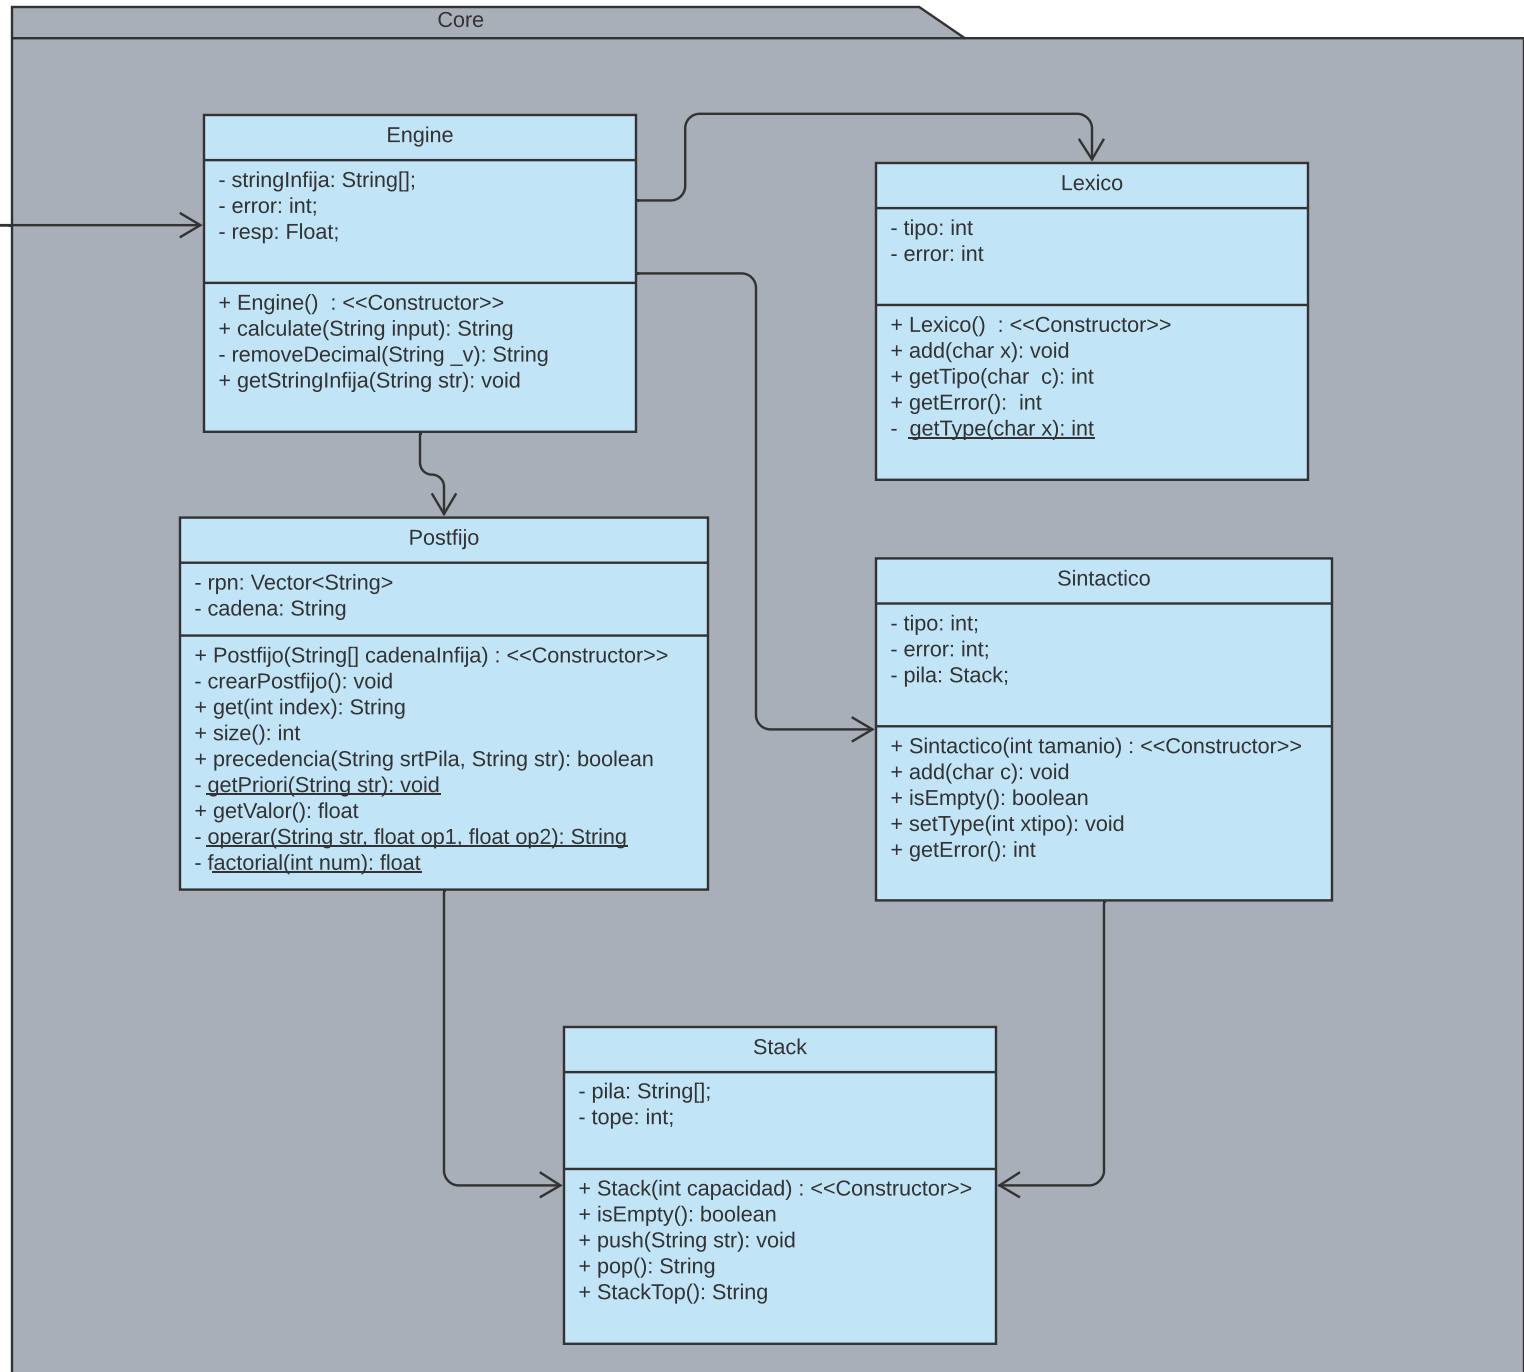 Core
Engine
- stringInfija: String[];
- error: int;
- resp: Float;
+ Engine()  : <<Constructor>>
+ calculate(String input): String
- removeDecimal(String _v): String
+ getStringInfija(String str): void
Lexico
- tipo: int
- error: int
+ Lexico()  : <<Constructor>>
+ add(char x): void
+ getTipo(char  c): int
+ getError():  int
-  getType(char x): int
Postfijo
- rpn: Vector<String>
- cadena: String
+ Postfijo(String[] cadenaInfija) : <<Constructor>>
- crearPostfijo(): void
+ get(int index): String
+ size(): int
+ precedencia(String srtPila, String str): boolean
- getPriori(String str): void
+ getValor(): float
- operar(String str, float op1, float op2): String
- factorial(int num): float
Sintactico
- tipo: int;
- error: int;
- pila: Stack;
+ Sintactico(int tamanio) : <<Constructor>>
+ add(char c): void
+ isEmpty(): boolean
+ setType(int xtipo): void
+ getError(): int
Stack
- pila: String[];
- tope: int;
+ Stack(int capacidad) : <<Constructor>>
+ isEmpty(): boolean
+ push(String str): void
+ pop(): String
+ StackTop(): String